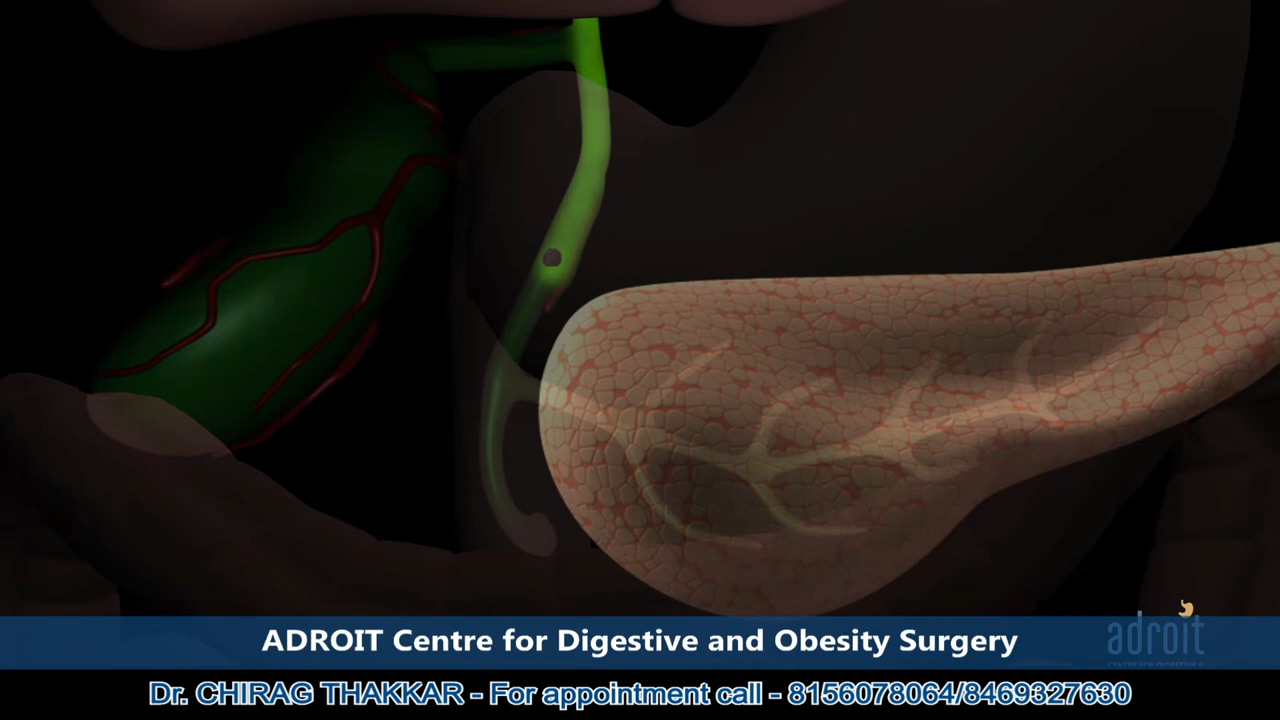 ADROIT Centre for Digestive and Obesity Surgery
adroit
Dr. CHIRAG THAKKAR - For appointment call - 8156078064/8469327630